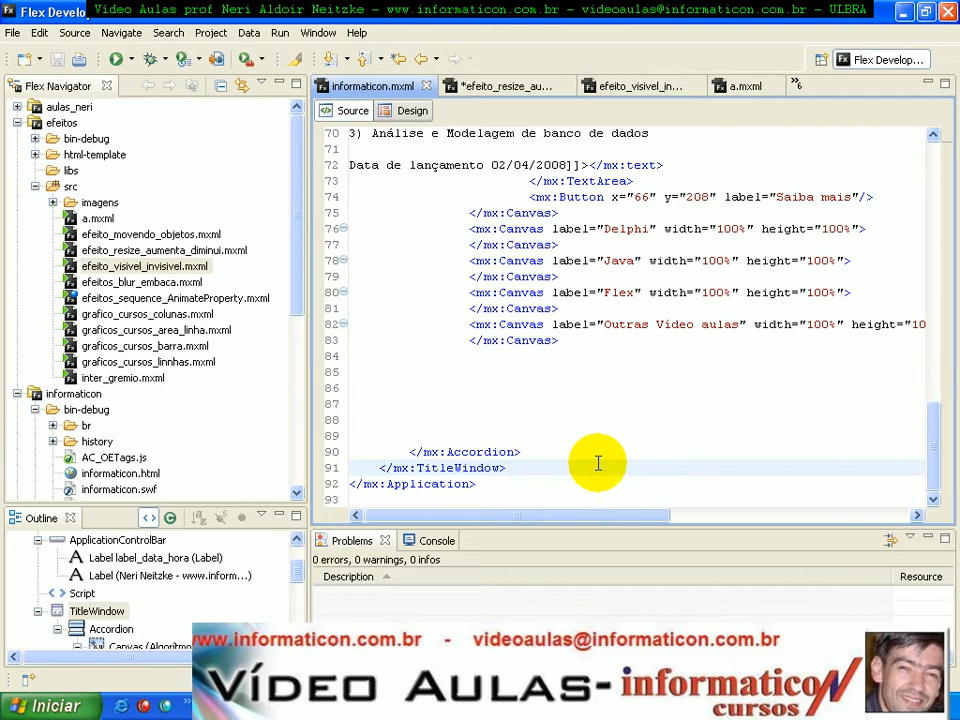 Flex Develo
Vídeo Aulas prof Neri Aldoir Neitzke - www.informaticon.com.br - videoaulas@informaticon.com.br - ULBRA
File Edit Source Navigate Search Project Data Run Window Help
Flex Develop...
Flex Navigator
informaticon.mxml *efeito_resize_au... efeito_visivel_in... a.mxml
Source Design
aulas_neri
efeitos
bin-debug
html-template
libs
src
imagens
a.mxml
efeito_movendo_objetos.mxml
efeito_resize_aumenta_diminui.mxml
efeito_visivel_invisivel.mxml
efeitos_blur_embaca.mxml
efeitos_sequence_AnimateProperty.mxml
grafico_cursos_colunas.mxml
graficos_cursos_area_linha.mxml
graficos_cursos_barra.mxml
graficos_cursos_linnhas.mxml
inter_gremio.mxml
informaticon
bin-debug
br
history
AC_OETags.js
informaticon.html
informaticon.swf
70 3) Análise e Modelagem de banco de dados
71
72 Data de lançamento 02/04/2008]]></mx:text>
73 </mx:TextArea>
74 <mx:Button x="66" y="208" label="Saiba mais"/>
75 </mx:Canvas>
76 <mx:Canvas label="Delphi" width="100%" height="100%">
77 </mx:Canvas>
78 <mx:Canvas label="Java" width="100%" height="100%">
79 </mx:Canvas>
80 <mx:Canvas label="Flex" width="100%" height="100%">
81 </mx:Canvas>
82 <mx:Canvas label="Outras Vídeo aulas" width="100%" height="10
83 </mx:Canvas>
84
85
86
87
88
89
90 </mx:Accordion>
91 </mx:TitleWindow>
92 </mx:Application>
93
Outline
ApplicationControlBar
Label label_data_hora (Label)
Label (Neri Neitzke - www.inform...)
Script
TitleWindow
Accordion
Canvas (Algoritmo
Problems Console
0 errors, 0 warnings, 0 infos
Description Resource
www.informaticon.com.br - videoaulas@informaticon.com.br
Vídeo Aulas- informaticon
cursos
Iniciar